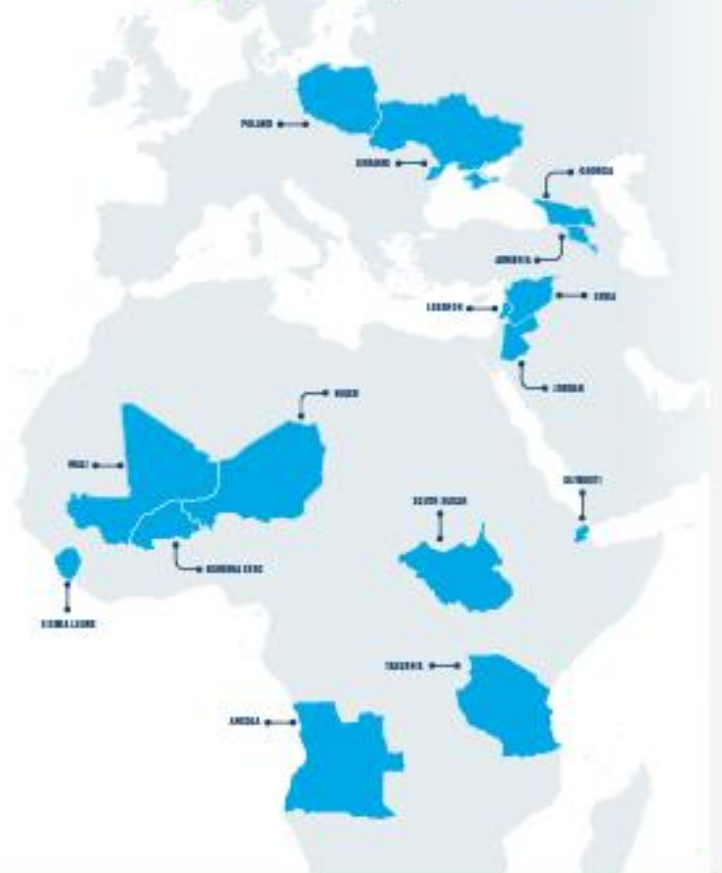 POLAND
UKRAINE
GEORGIA
ARMENIA
SYRIA
LEBANON
JORDAN
NIGER
MALI
DJIBOUTI
SOUTH SUDAN
BURKINA FASO
SIERRA LEONE
TANZANIA
ANGOLA